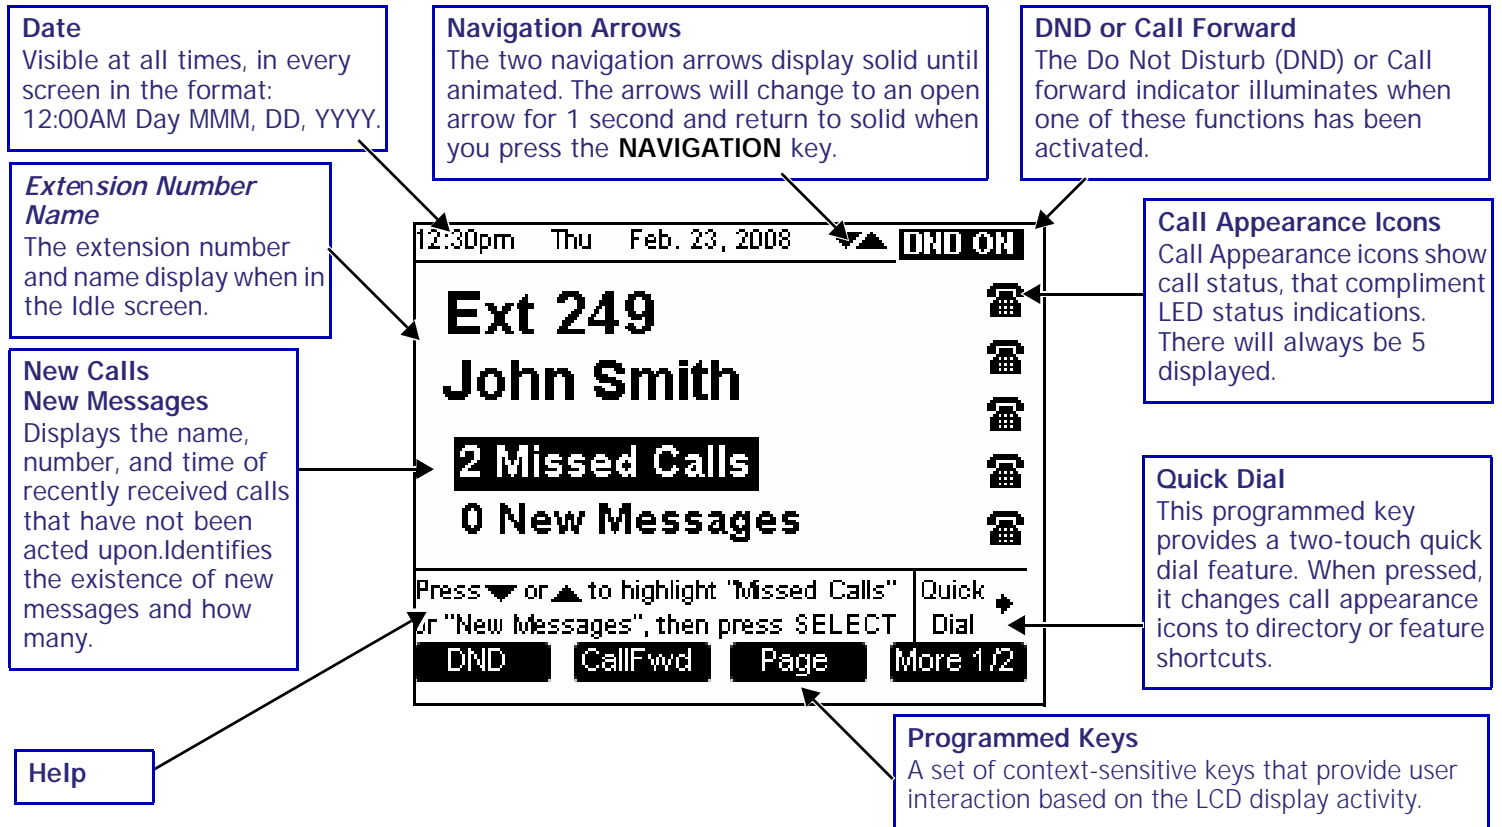 Date
Visible at all times, in every
screen in the format:
12:00AM Day MMM, DD, YYYY.
Navigation Arrows
The two navigation arrows display solid until
animated. The arrows will change to an open
arrow for 1 second and return to solid when
you press the NAVIGATION key.
DND or Call Forward
The Do Not Disturb (DND) or Call
forward indicator illuminates when
one of these functions has been
activated.
Extension Number
Name
The extension number
and name display when in
the Idle screen.
New Calls
New Messages
Displays the name,
number, and time of
recently received calls
that have not been
acted upon.Identifies
the existence of new
messages and how
many.
Help
12:30pm Thu Feb. 23, 2008 ▼▲ DND ON
Ext 249
John Smith
2 Missed Calls
0 New Messages
Press ▼ or ▲ to highlight "Missed Calls"
or "New Messages", then press SELECT
Quick
Dial
DND CallFwd Page More 1/2
Call Appearance Icons
Call Appearance icons show
call status, that compliment
LED status indications.
There will always be 5
displayed.
Quick Dial
This programmed key
provides a two-touch quick
dial feature. When pressed,
it changes call appearance
icons to directory or feature
shortcuts.
Programmed Keys
A set of context-sensitive keys that provide user
interaction based on the LCD display activity.